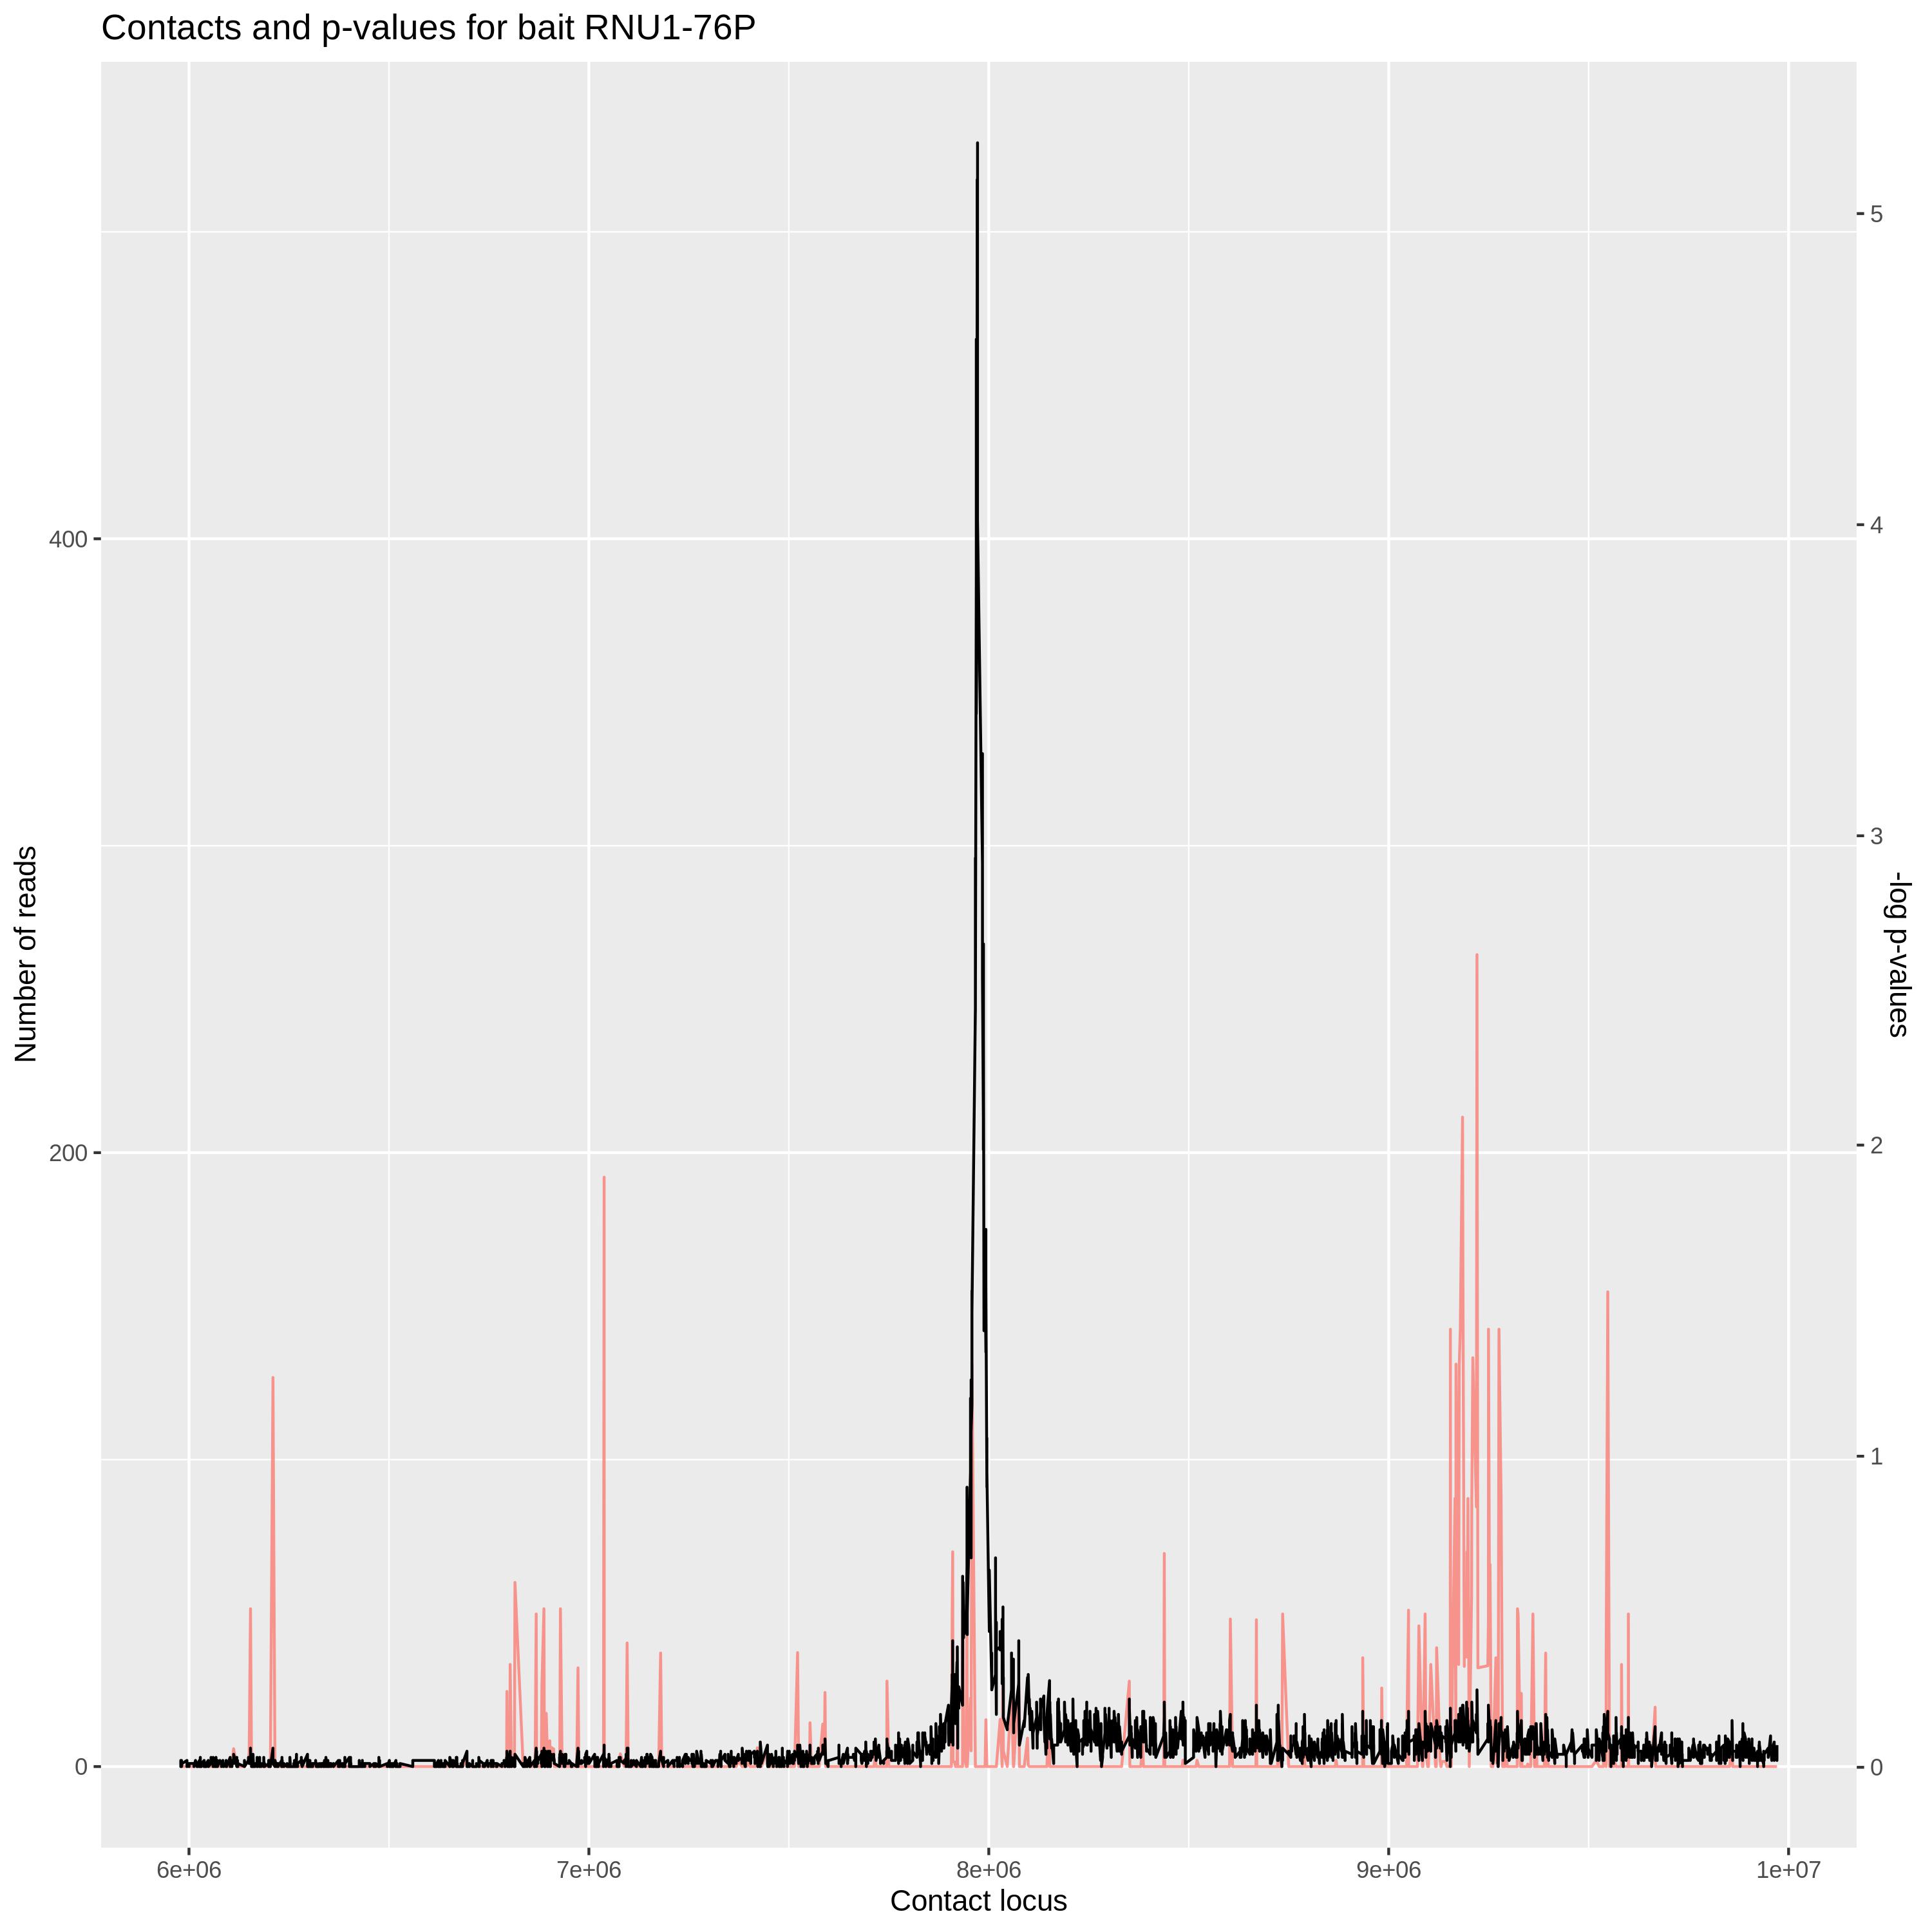 Contacts and p-values for bait RNU1-76P
Number of reads
400
200
0
5
4
3
2
1
0
-log p-values
6e+06
7e+06
8e+06
9e+06
1e+07
Contact locus